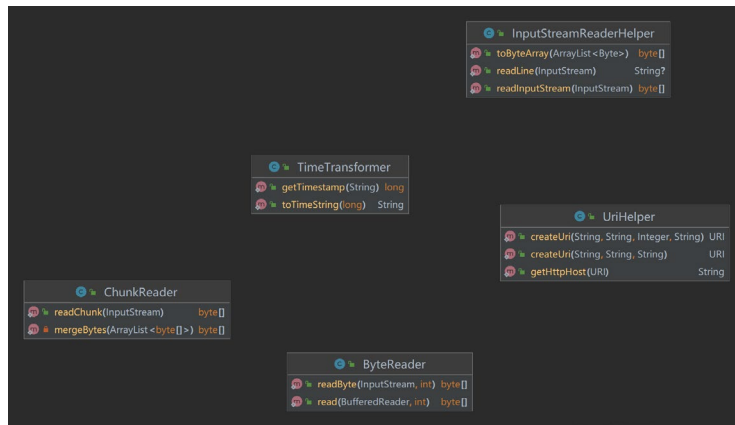 InputStreamReaderHelper
toByteArray(ArrayList<Byte>) byte[]
readLine(InputStream) String?
readInputStream(InputStream) byte[]
TimeTransformer
getTimestamp(String) long
toTimeString(long) String
UriHelper
createUri(String, String, Integer, String) URI
createUri(String, String, String) URI
getHttpHost(URI) String
ChunkReader
readChunk(InputStream) byte[]
mergeBytes(ArrayList<byte[]>) byte[]
ByteReader
readByte(InputStream, int) byte[]
read(BufferedReader, int) byte[]